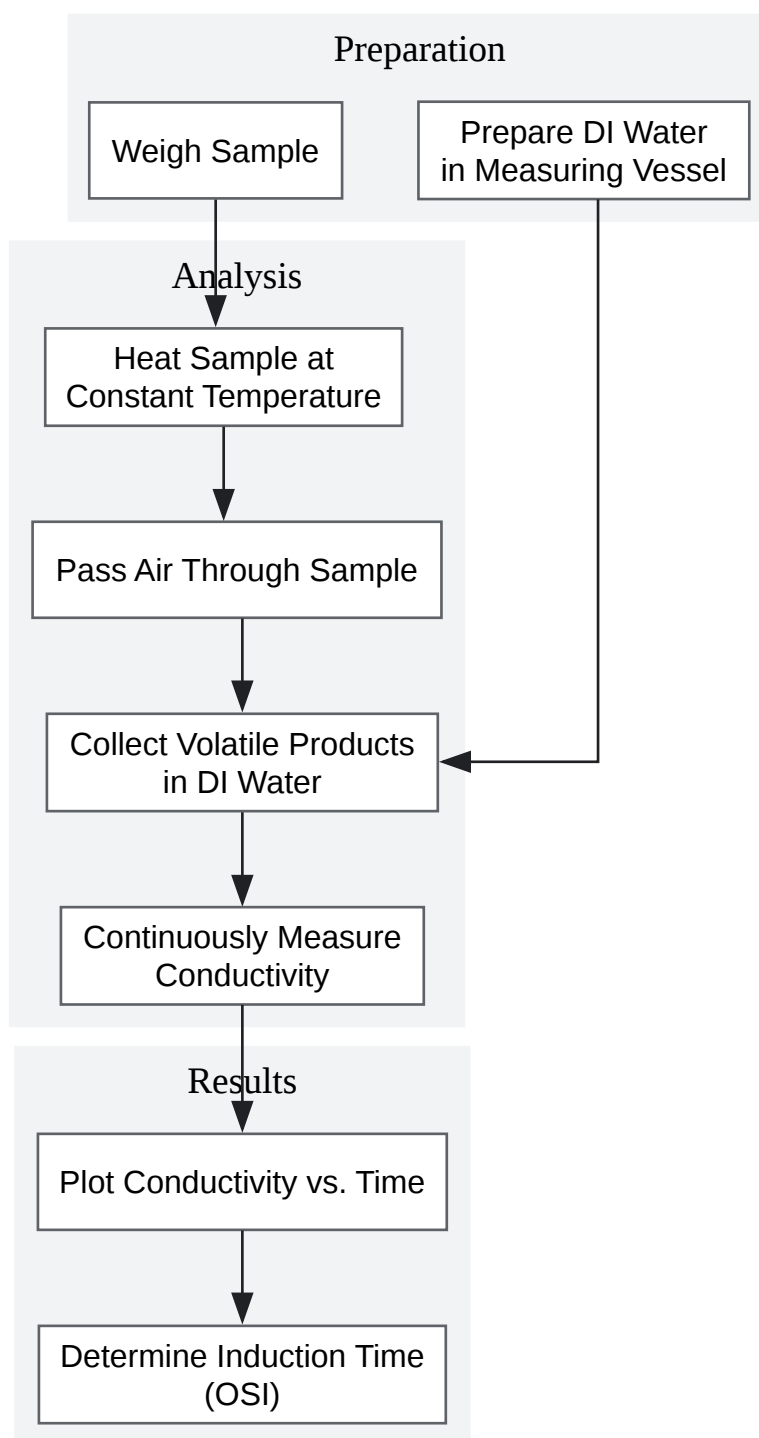 Preparation
Weigh Sample
Prepare DI Water
in Measuring Vessel
Analysis
Heat Sample at
Constant Temperature
Pass Air Through Sample
Collect Volatile Products
in DI Water
Continuously Measure
Conductivity
Results
Plot Conductivity vs. Time
Determine Induction Time
(OSI)